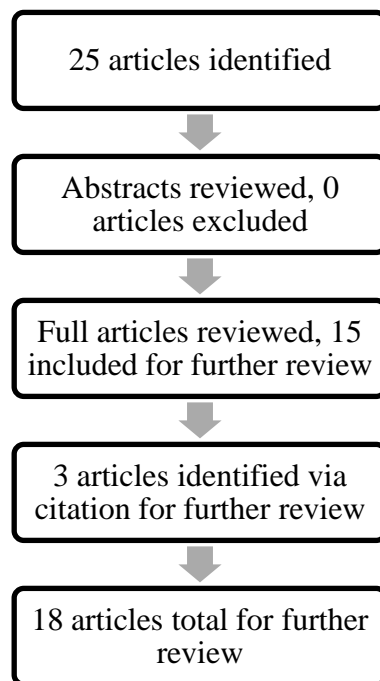 25 articles identified
Abstracts reviewed, 0
articles excluded
Full articles reviewed, 15
included for further review
3 articles identified via
citation for further review
18 articles total for further
review